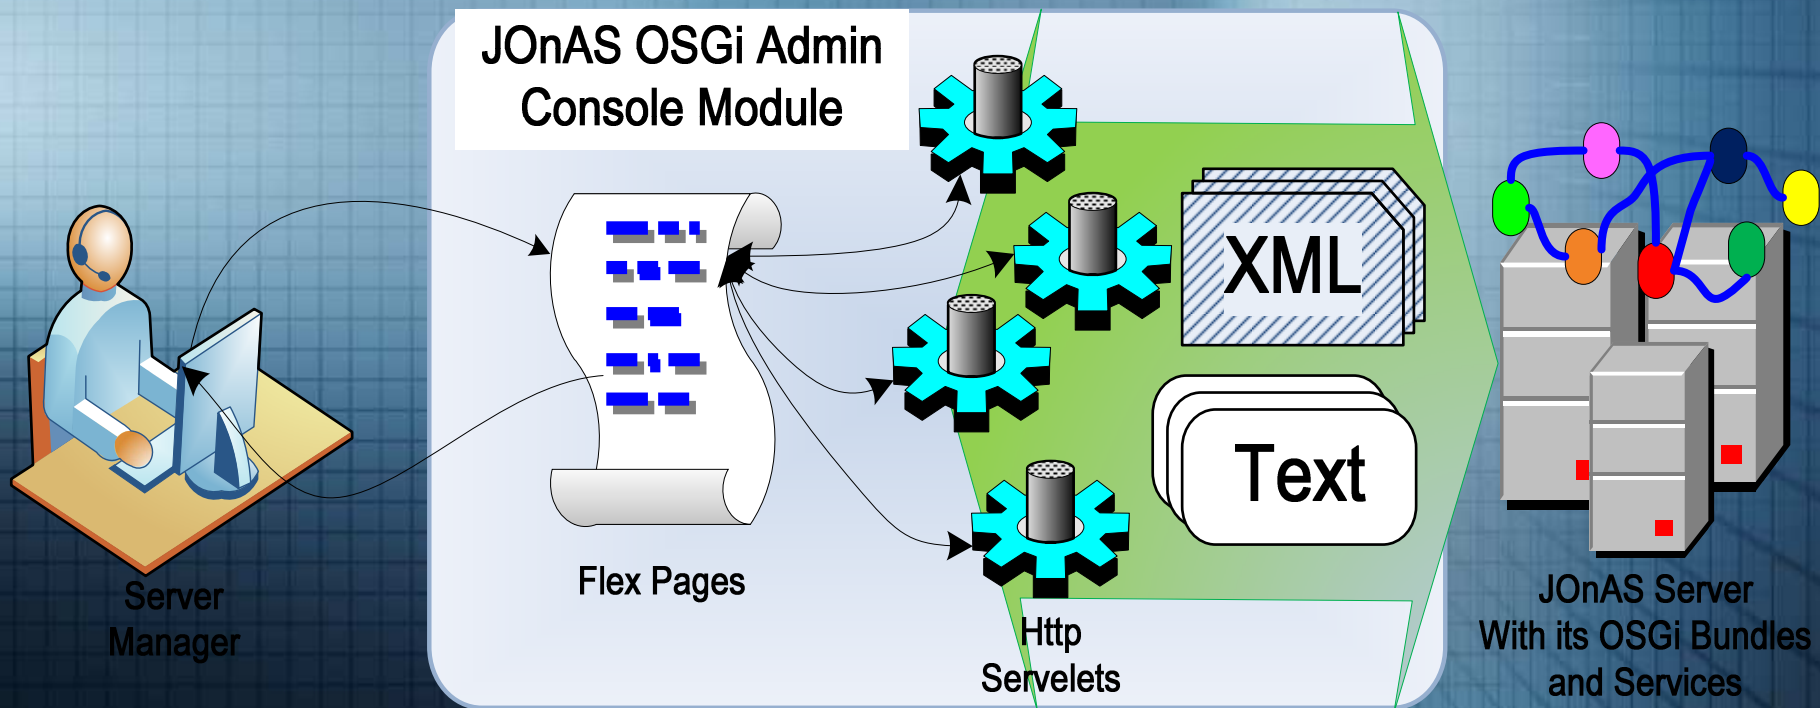 JOnAS OSGi Admin
Console Module
XML
Text
Flex Pages
Server
Manager
Http
Servelets
JOnAS Server
With its OSGi Bundles
and Services